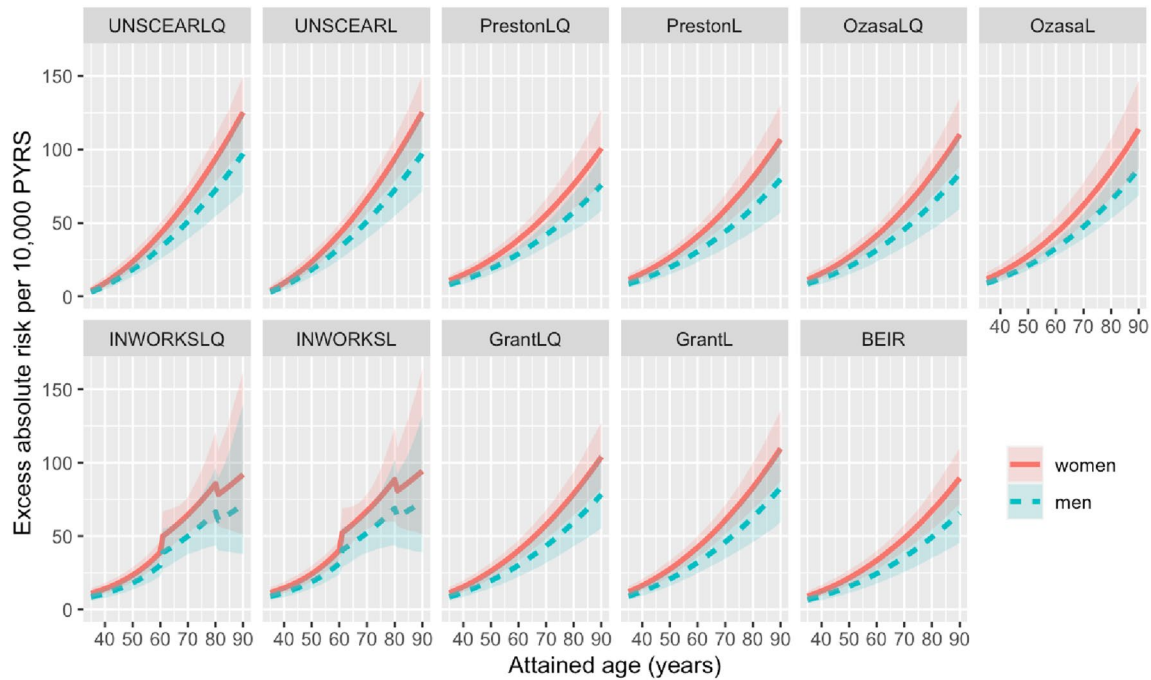 UNSCEARLQ UNSCEARL PrestonLQ PrestonL OzasaLQ OzasaL
150
100
50
0
40 50 60 70 80 90
INWORKSLQ INWORKSL GrantLQ GrantL BEIR
150
100
50
0
40 50 60 70 80 90 40 50 60 70 80 90 40 50 60 70 80 90 40 50 60 70 80 90 40 50 60 70 80 90
Excess absolute risk per 10,000 PYRS
Attained age (years)
women
men